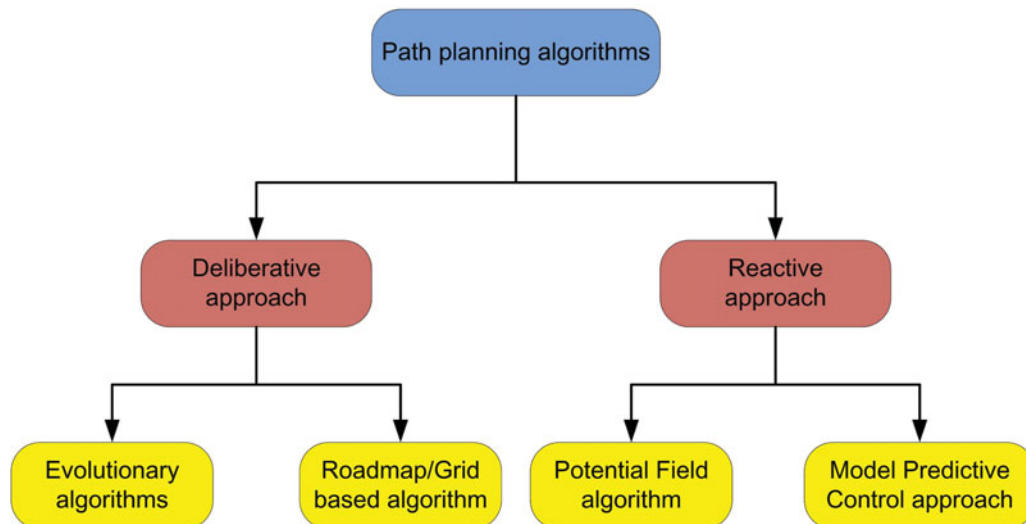 Path planning algorithms
Deliberative
approach
Reactive
approach
Evolutionary
algorithms
Roadmap/Grid
based algorithm
Potential Field
algorithm
Model Predictive
Control approach